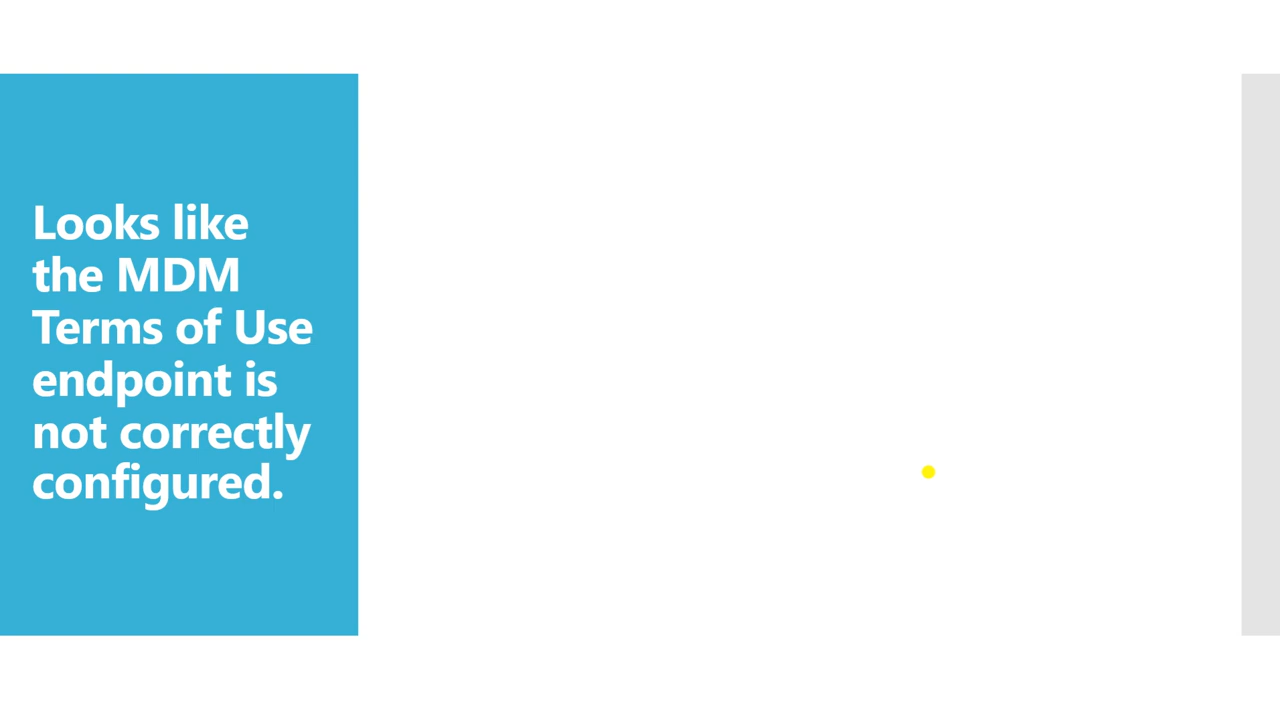 Looks like
the MDM
Terms of Use
endpoint is
not correctly
configured.